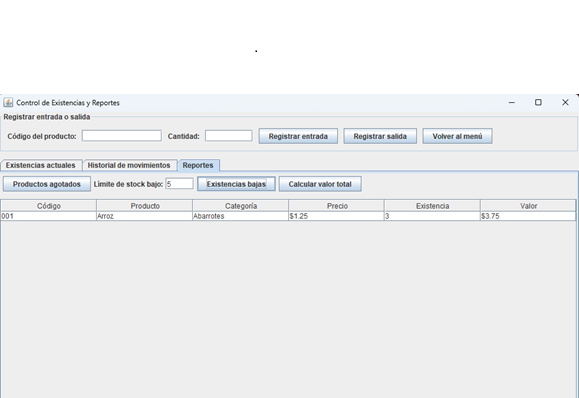 .
Control de Existencias y Reportes
Registrar entrada o salida
Código del producto: Cantidad: Registrar entrada Registrar salida Volver al menú
Existencias actuales Historial de movimientos Reportes
Productos agotados Límite de stock bajo: 5 Existencias bajas Calcular valor total
Código Producto Categoría Precio Existencia Valor
001 Arroz Abarrotes $1.25 3 $3.75